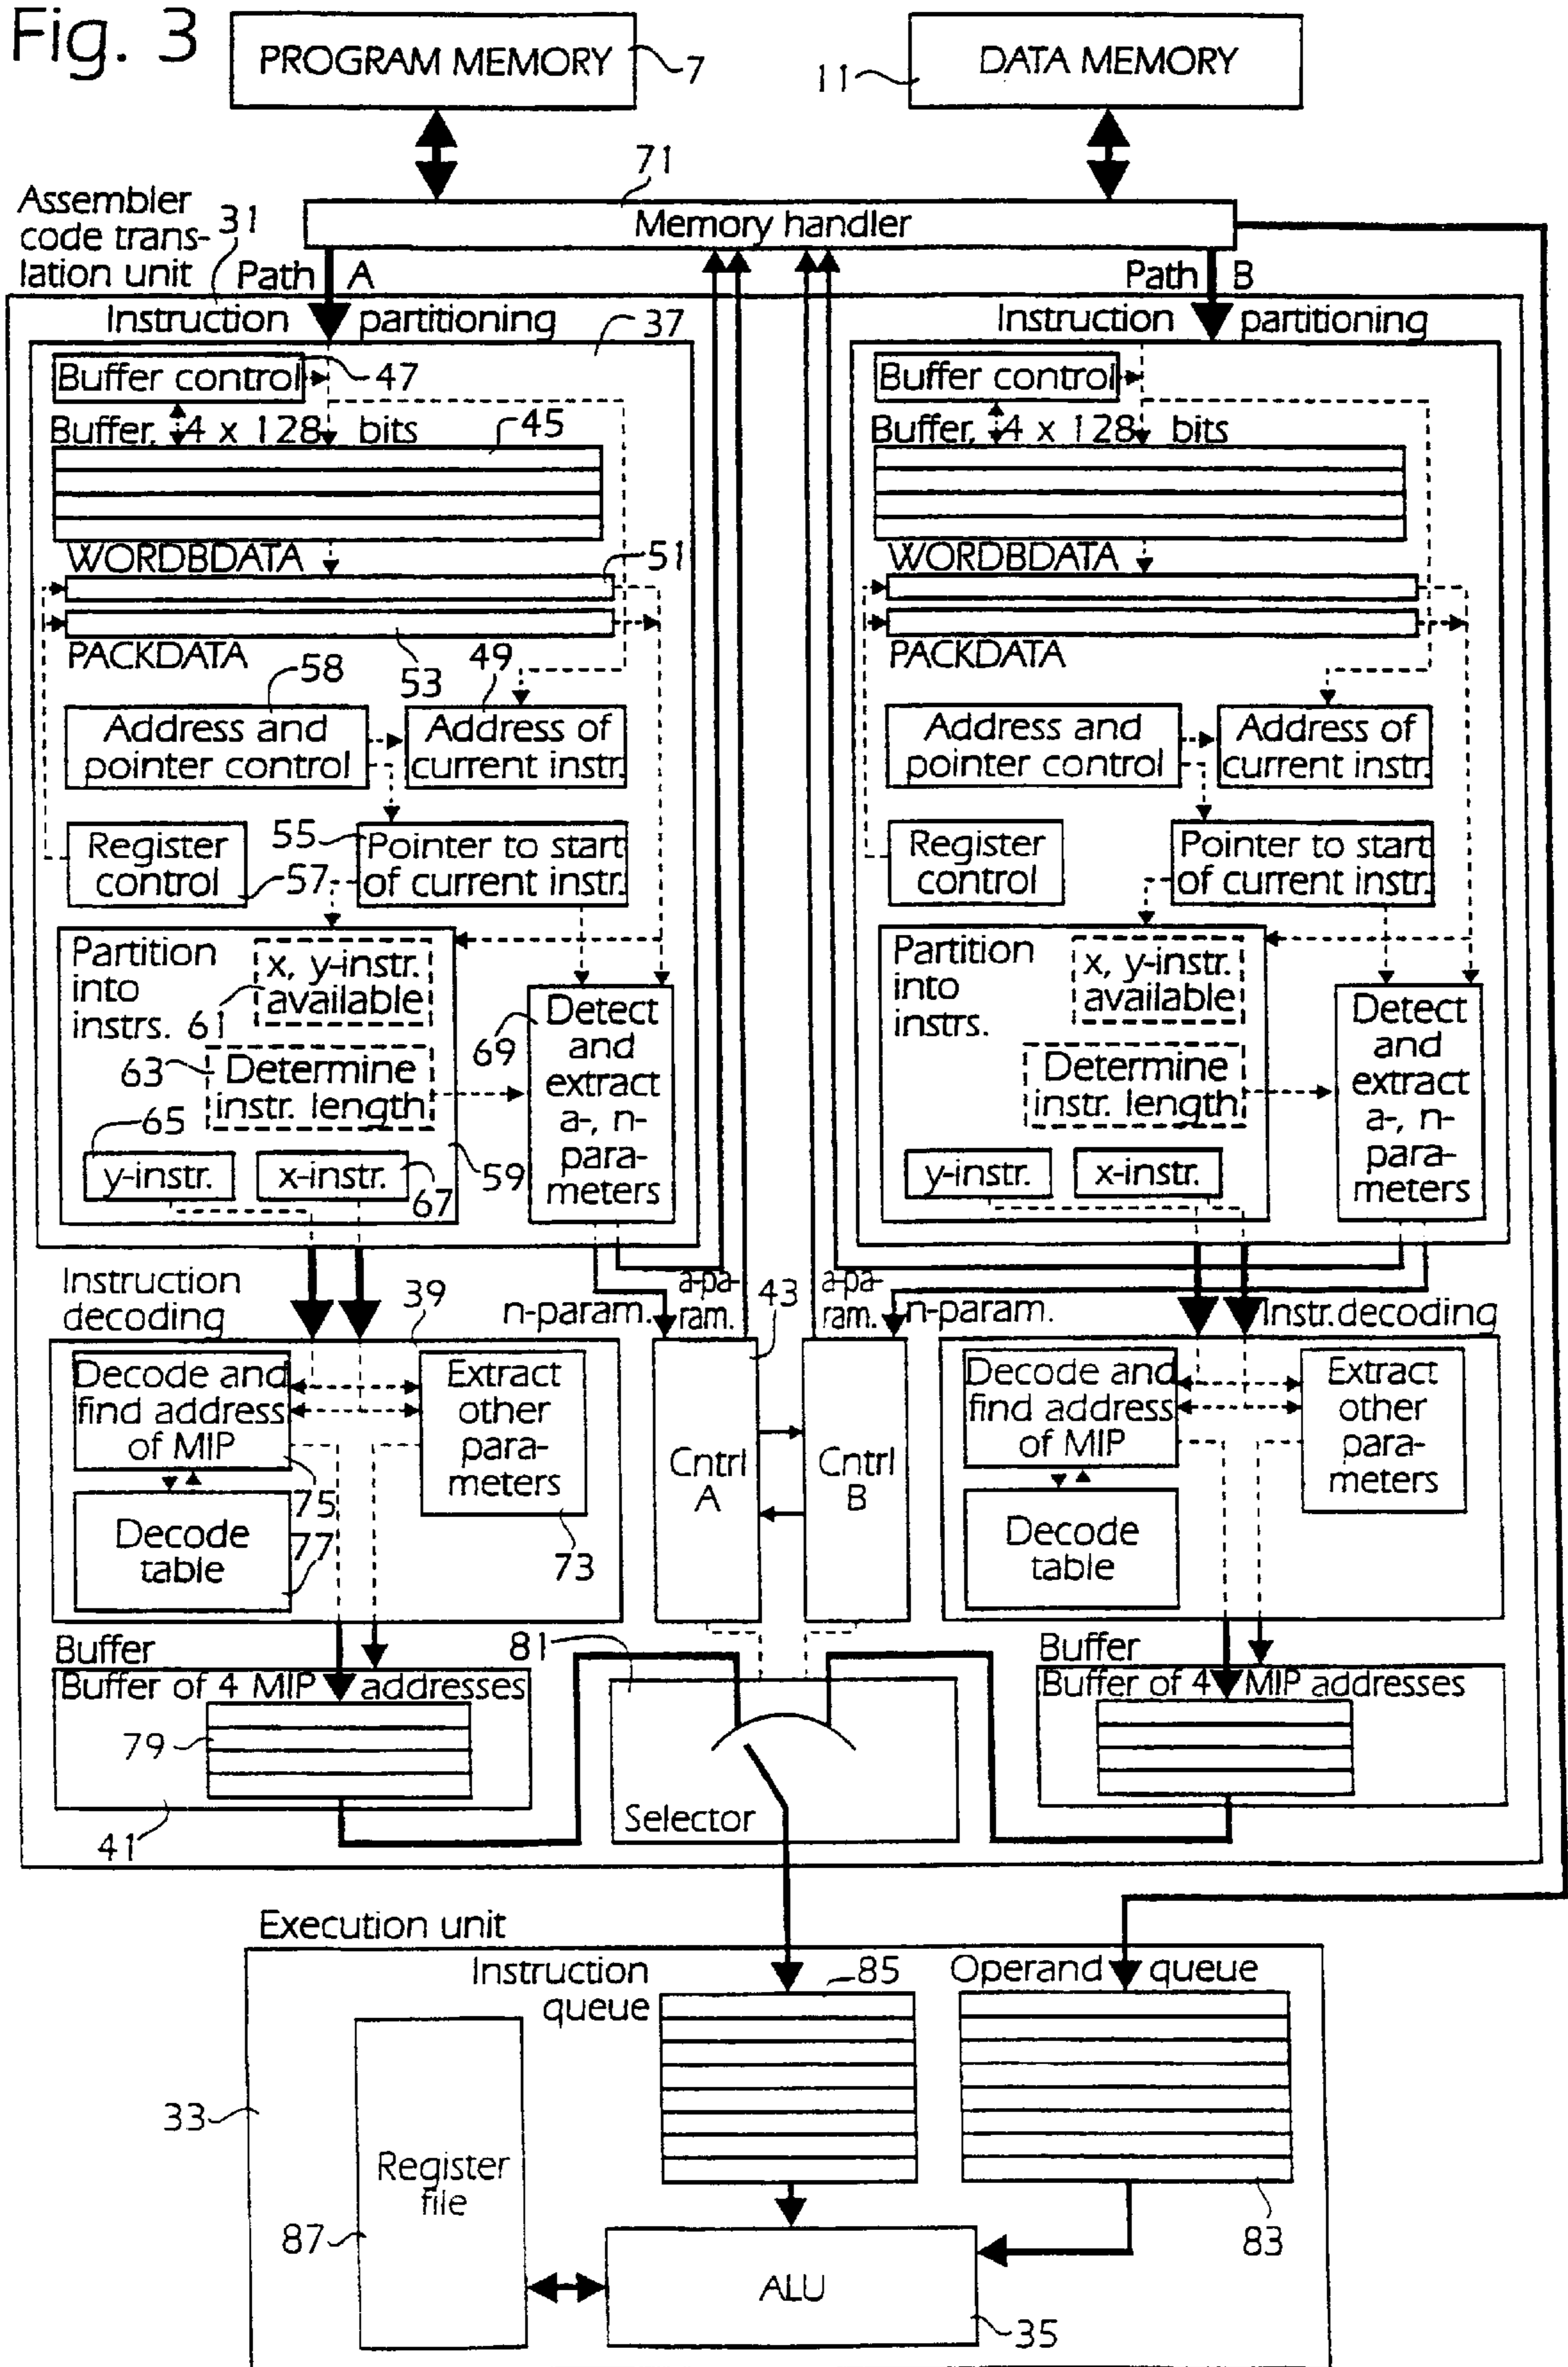 Fig. 3
PROGRAM MEMORY
7
11
DATA MEMORY
71
Memory handler
Assembler
code trans-
lation unit
31
Path A
Path B
Instruction partitioning
37
Buffer control
47
Buffer, 4 x 128 bits
45
WORDBDATA
51
PACKDATA
53
49
58
Address and
pointer control
Address of
current instr.
Register
control
57
55
Pointer to start
of current instr.
Partition
into
instrs.
x, y-instr.
available
61
63
Determine
instr. length
65
y-instr.
x-instr.
67
59
69
Detect
and
extract
a-, n-
para-
meters
Instruction partitioning
Buffer control
Buffer, 4 x 128 bits
WORDBDATA
PACKDATA
Address and
pointer control
Address of
current instr.
Register
control
Pointer to start
of current instr.
Partition
into
instrs.
x, y-instr.
available
Determine
instr. length
y-instr.
x-instr.
Detect
and
extract
a-, n-
para-
meters
Instruction
decoding
39
n-param.
a-pa-
ram.
43
a-pa-
ram.
n-param.
Instr.decoding
Decode and
find address
of MIP
75
Extract
other
para-
meters
73
Decode
table
77
Cntrl
A
Cntrl
B
Decode and
find address
of MIP
Extract
other
para-
meters
Decode
table
Buffer
Buffer of 4 MIP addresses
79
41
81
Selector
Buffer
Buffer of 4 MIP addresses
Execution unit
Instruction
queue
85
Operand queue
33
Register
file
87
83
ALU
35